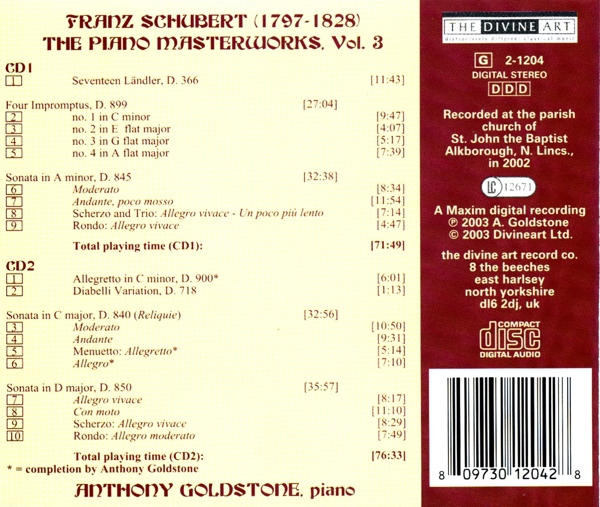 FRANZ SCHUBERT (1797-1828)
THE PIANO MASTERWORKS, Vol. 3
CD1
1 Seventeen Ländler, D. 366 [11:43]
Four Impromptus, D. 899 [27:04]
2 no. 1 in C minor [9:47]
3 no. 2 in E flat major [4:07]
4 no. 3 in G flat major [5:17]
5 no. 4 in A flat major [7:39]
Sonata in A minor, D. 845 [32:38]
6 Moderato [8:34]
7 Andante, poco mosso [11:54]
8 Scherzo and Trio: Allegro vivace - Un poco più lento [7:14]
9 Rondo: Allegro vivace [4:47]
Total playing time (CD1): [71:49]
CD2
1 Allegretto in C minor, D. 900* [6:01]
2 Diabelli Variation, D. 718 [1:13]
Sonata in C major, D. 840 (Reliquie) [32:56]
3 Moderato [10:50]
4 Andante [9:31]
5 Menuetto: Allegretto* [5:14]
6 Allegro* [7:10]
Sonata in D major, D. 850 [35:57]
7 Allegro vivace [8:17]
8 Con moto [11:10]
9 Scherzo: Allegro vivace [8:29]
10 Rondo: Allegro moderato [7:49]
Total playing time (CD2): [76:33]
* = completion by Anthony Goldstone
ANTHONY GOLDSTONE, piano
THE DIVINE ART
distinctively different classical music
G 2-1204
DIGITAL STEREO
D D D
Recorded at the parish
church of
St. John the Baptist
Alkborough, N. Lincs.,
in 2002
LC 12671
A Maxim digital recording
℗ 2003 A. Goldstone
© 2003 Divineart Ltd.
the divine art record co.
8 the beeches
east harlsey
north yorkshire
dl6 2dj, uk
COMPACT
disc
DIGITAL AUDIO
8 09730 12042 8